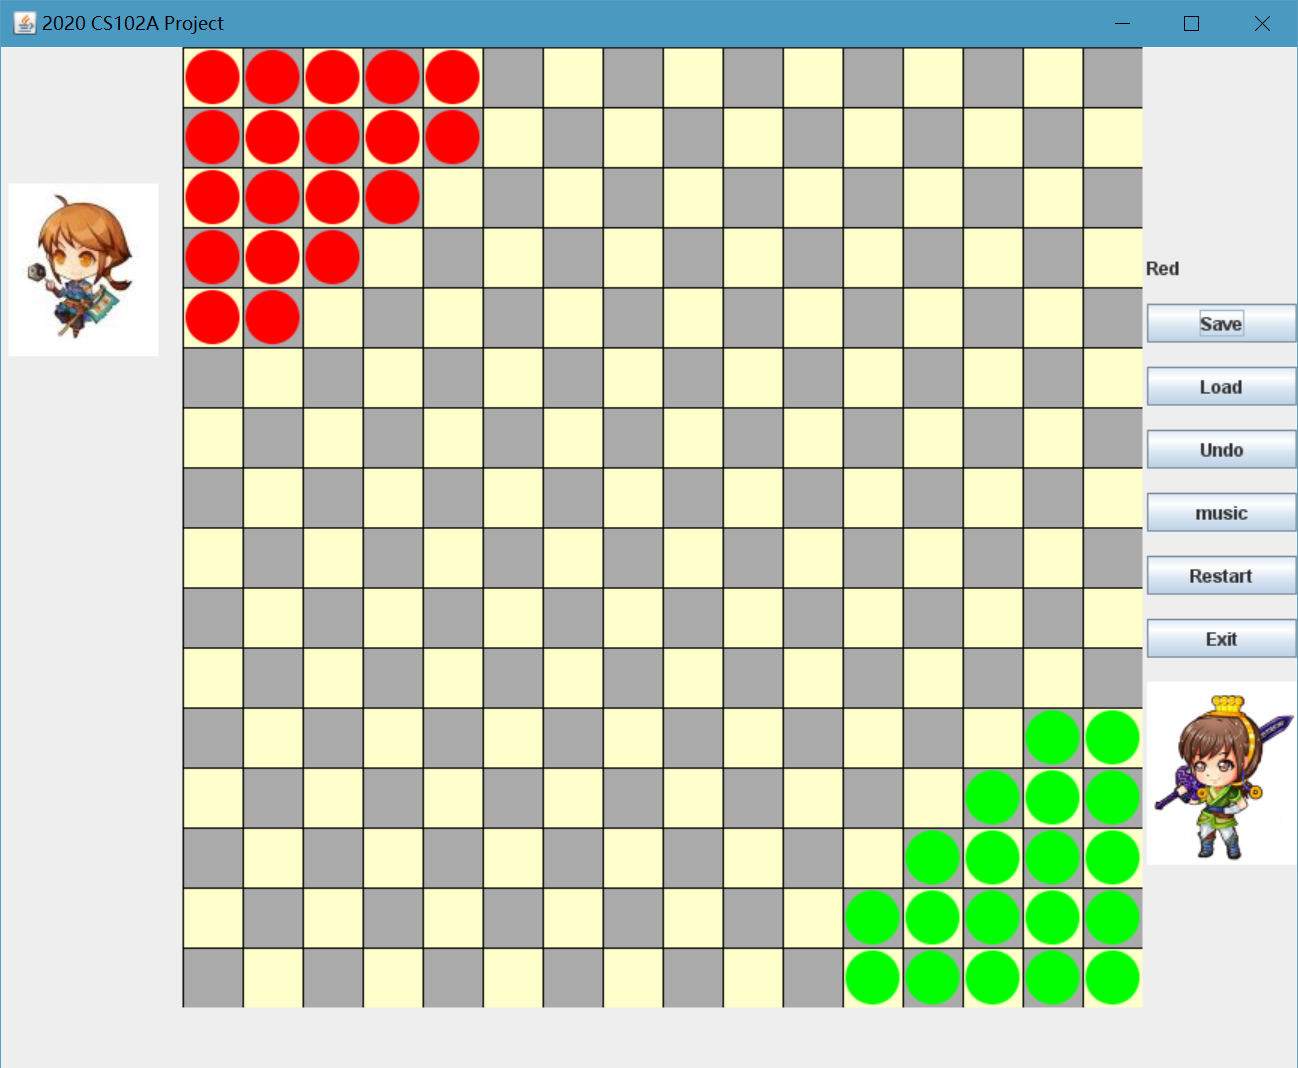 2020 CS102A Project
Red
Save
Load
Undo
music
Restart
Exit